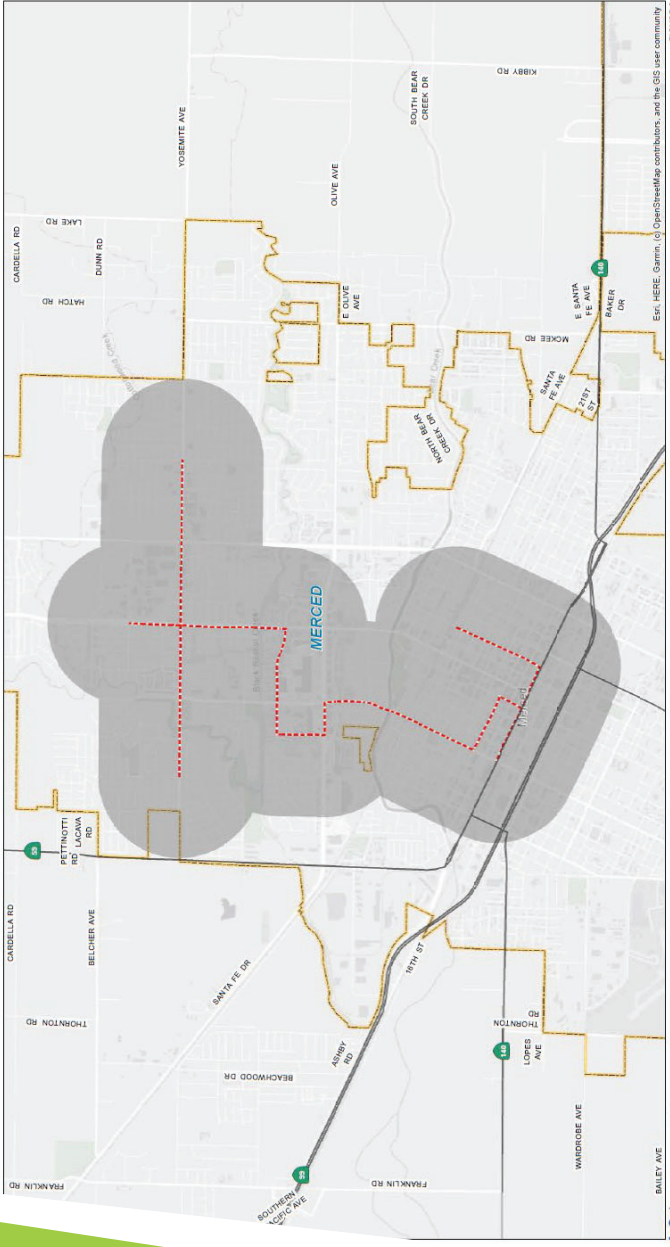 CARDELLA RD
CARDELLA RD
FRANKLIN RD
THORNTON RD
59
HATCH RD
LAKE RD
PETTINOTTI
RD
LACAVA
RD
BELCHER AVE
DUNN RD
YOSEMITE AVE
SANTA FE DR
BEACHWOOD DR
SOUTHERN
PACIFIC AVE
99
ASHBY
RD
MERCED
E OLIVE
AVE
OLIVE AVE
FRANKLIN RD
16TH ST
NORTH BEAR
CREEK DR
SOUTH BEAR
CREEK DR
140
THORNTON
RD
LOPES
AVE
Merced
MCKEE RD
KIBBY RD
SANTA
FE AVE
21ST
ST
WARDROBE AVE
E SANTA
FE AVE
140
BAKER
DR
BAILEY AVE
Esri, HERE, Garmin, (c) OpenStreetMap contributors, and the GIS user community